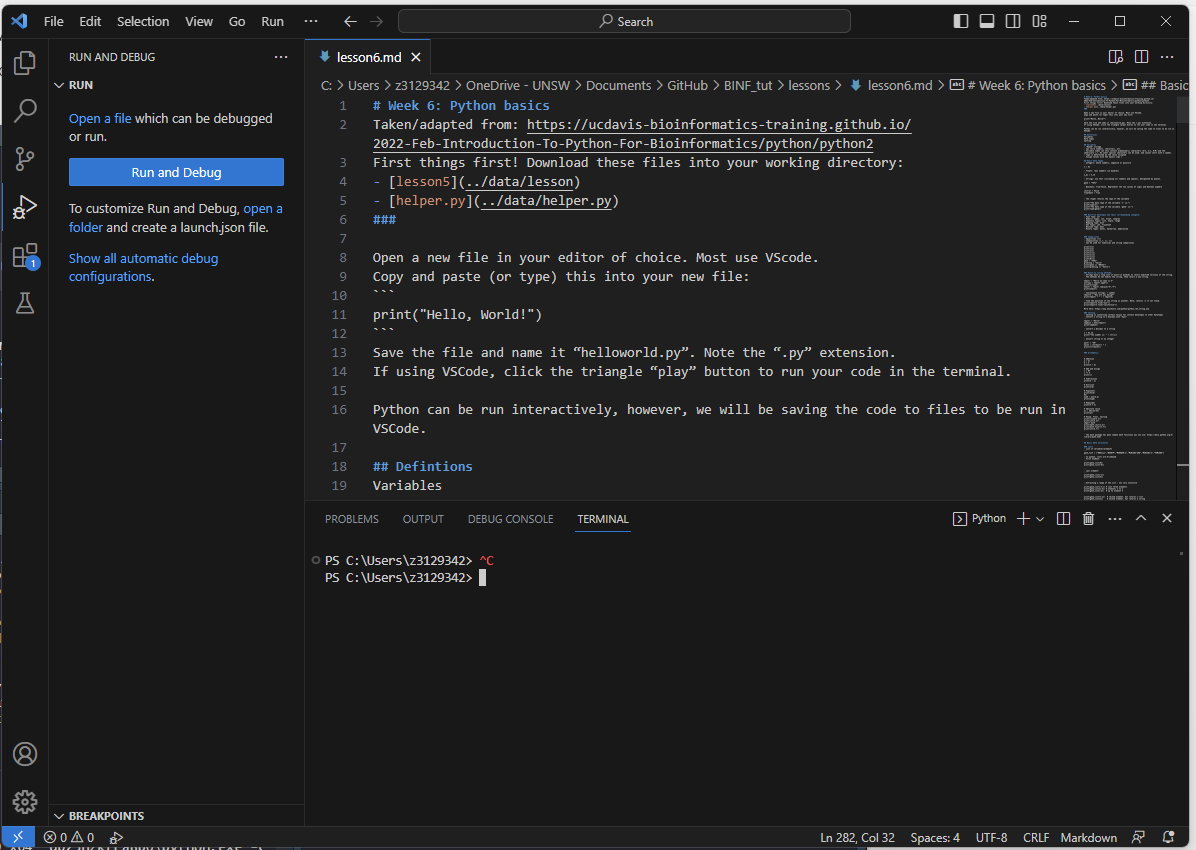 File Edit Selection View Go Run ··· Search
RUN AND DEBUG ···
RUN
Open a file which can be debugged
or run.
Run and Debug
To customize Run and Debug, open a
folder and create a launch.json file.
Show all automatic debug
configurations.
1
BREAKPOINTS
lesson6.md
C: > Users > z3129342 > OneDrive - UNSW > Documents > GitHub > BINF_tut > lessons > lesson6.md > # Week 6: Python basics > ## Basic
1 # Week 6: Python basics
2 Taken/adapted from: https://ucdavis-bioinformatics-training.github.io/
2022-Feb-Introduction-To-Python-For-Bioinformatics/python/python2
3 First things first! Download these files into your working directory:
4 - [lesson5](../data/lesson)
5 - [helper.py](../data/helper.py)
6 ###
7
8 Open a new file in your editor of choice. Most use VScode.
9 Copy and paste (or type) this into your new file:
10 ```
11 print("Hello, World!")
12 ```
13 Save the file and name it “helloworld.py”. Note the “.py” extension.
14 If using VSCode, click the triangle “play” button to run your code in the terminal.
15
16 Python can be run interactively, however, we will be saving the code to files to be run in
VSCode.
17
18 ## Defintions
19 Variables
PROBLEMS OUTPUT DEBUG CONSOLE TERMINAL Python
PS C:\Users\z3129342> ^C
PS C:\Users\z3129342>
0 0 Ln 282, Col 32 Spaces: 4 UTF-8 CRLF Markdown